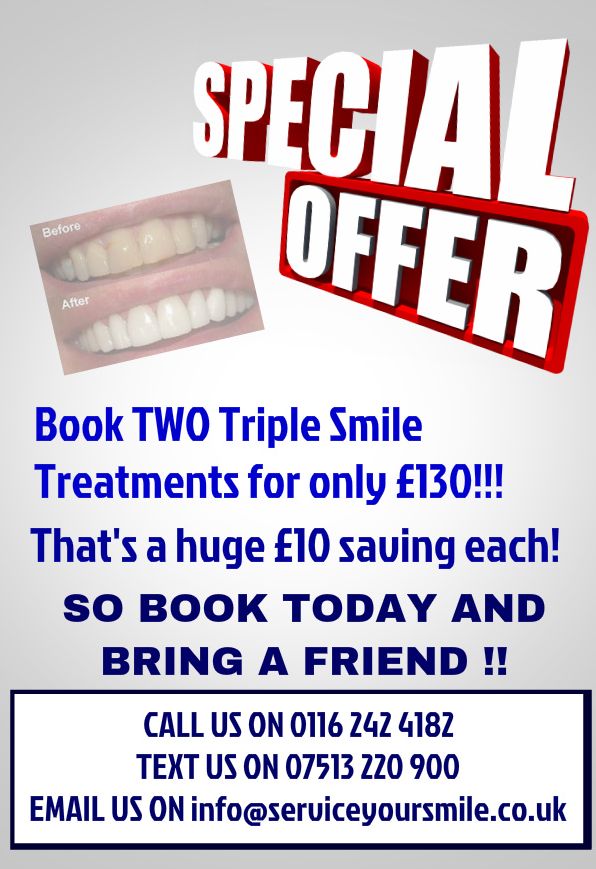 SPECIAL
OFFER
Before
After
Book TWO Triple Smile
Treatments for only £130!!!
That's a huge £10 saving each!
SO BOOK TODAY AND
BRING A FRIEND !!
CALL US ON 0116 242 4182
TEXT US ON 07513 220 900
EMAIL US ON info@serviceyoursmile.co.uk